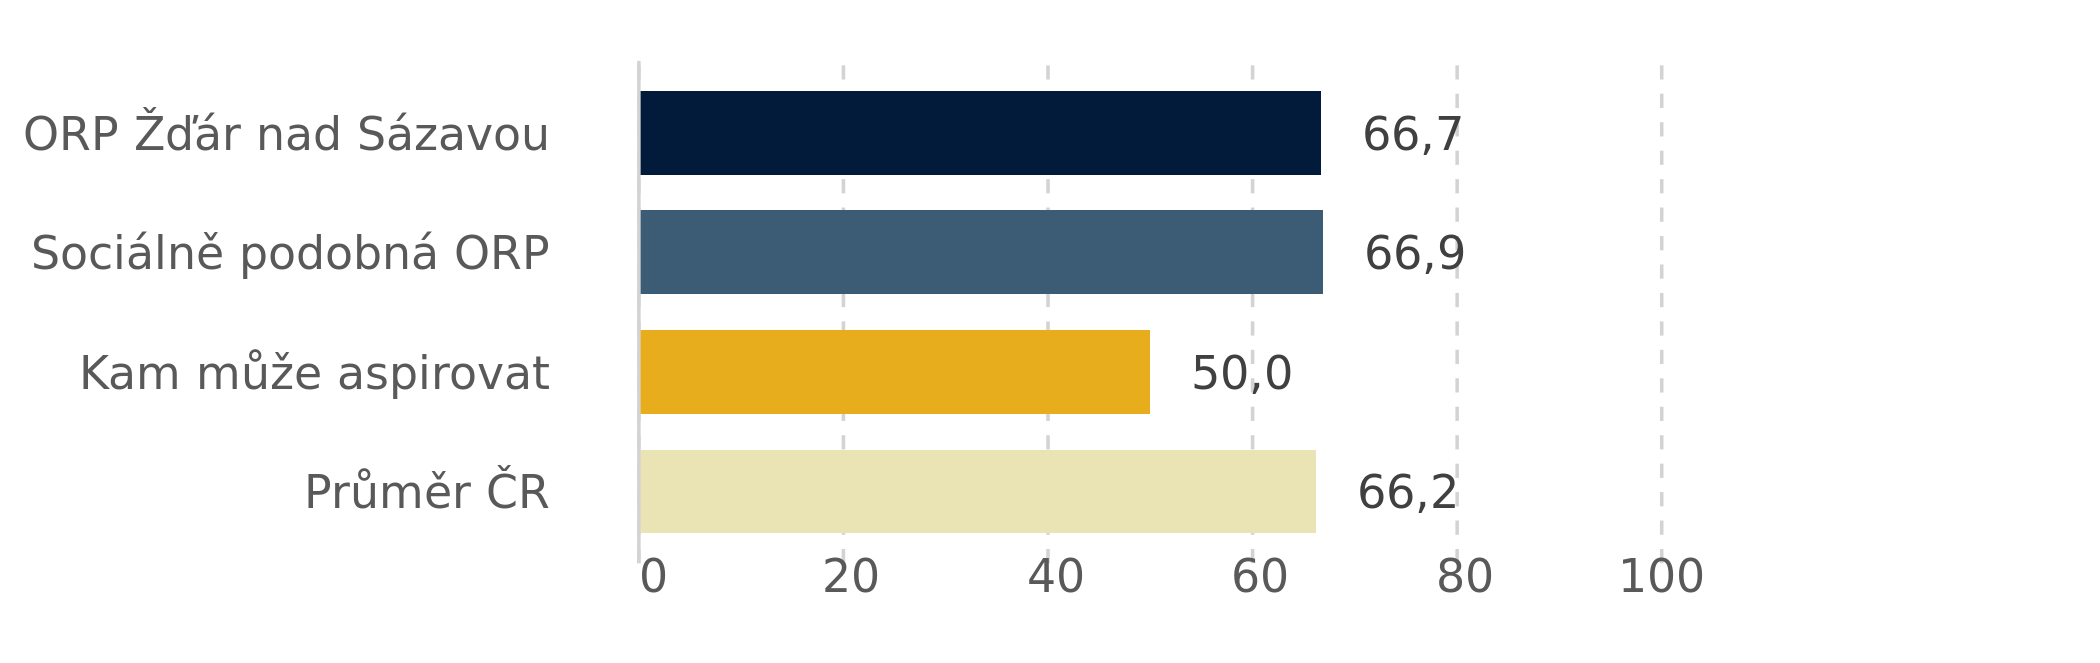 ORP Žďár nad Sázavou 66,7
Sociálně podobná ORP 66,9
Kam může aspirovat 50,0
Průměr ČR 66,2
0 20 40 60 80 100